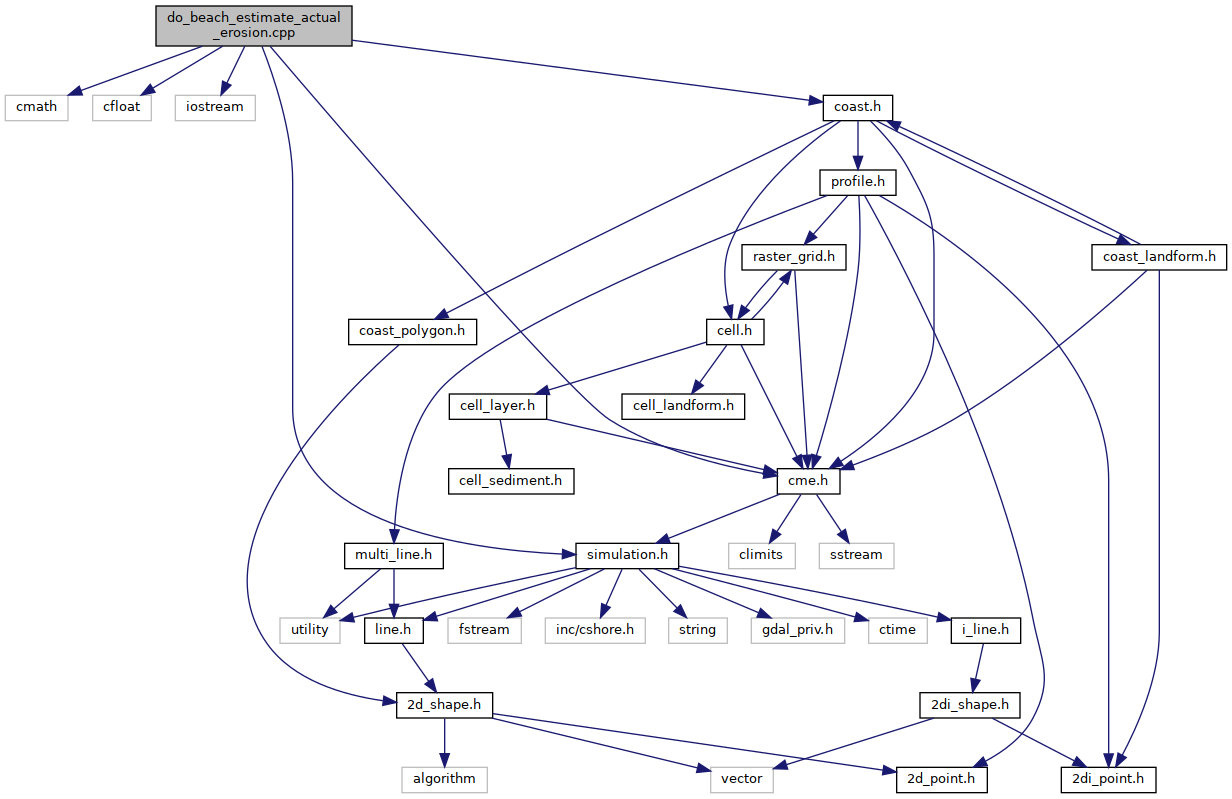 do_beach_estimate_actual
_erosion.cpp
cmath
cfloat
iostream
coast.h
profile.h
raster_grid.h
coast_landform.h
coast_polygon.h
cell.h
cell_layer.h
cell_landform.h
cell_sediment.h
cme.h
multi_line.h
simulation.h
climits
sstream
utility
line.h
fstream
inc/cshore.h
string
gdal_priv.h
ctime
i_line.h
2d_shape.h
2di_shape.h
algorithm
vector
2d_point.h
2di_point.h